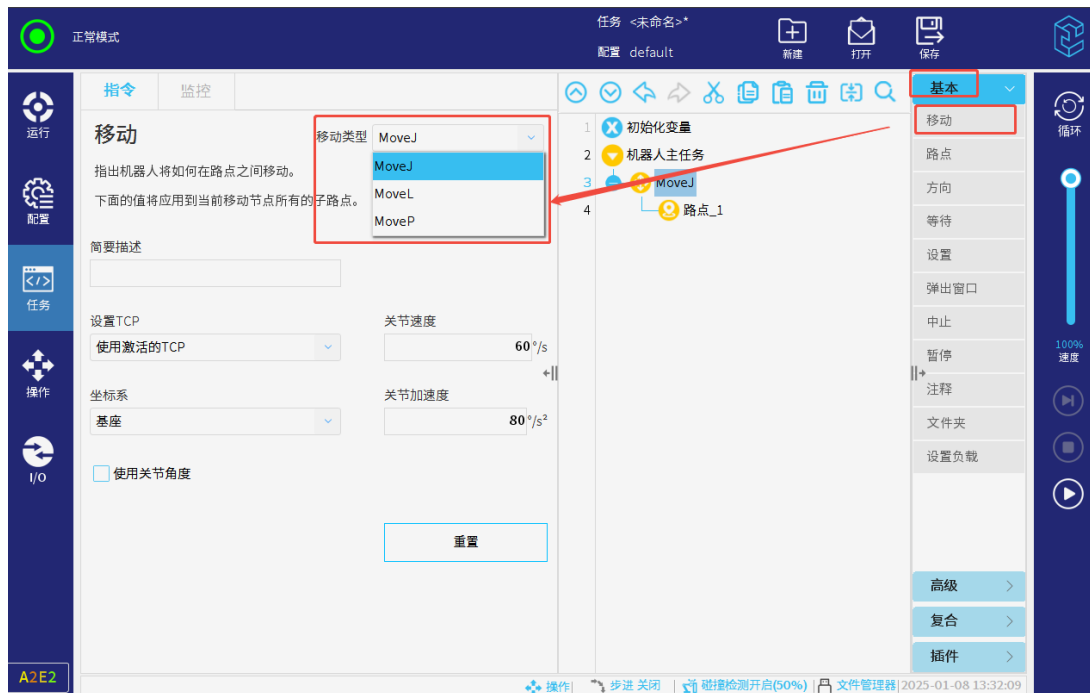 正常模式
任务 <未命名>*
配置 default
新建
打开
保存
运行
配置
任务
操作
I/O
A2E2
指令
监控
移动
移动类型 MoveJ
MoveJ
MoveL
MoveP
指出机器人将如何在路点之间移动。
下面的值将应用到当前移动节点所有的子路点。
简要描述
设置TCP
关节速度
使用激活的TCP
60 °/s
坐标系
关节加速度
基座
80 °/s²
使用关节角度
重置
1 初始化变量
2 机器人主任务
3 MoveJ
4 路点_1
基本
移动
路点
方向
等待
设置
弹出窗口
中止
暂停
注释
文件夹
设置负载
高级
复合
插件
循环
100%
速度
操作
步进 关闭
碰撞检测开启(50%)
文件管理器
2025-01-08 13:32:09